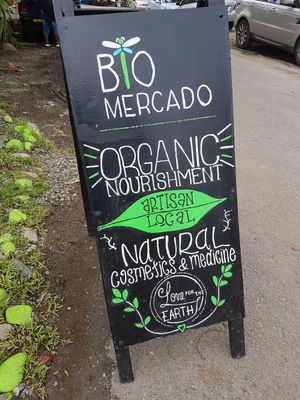 BIO
MERCADO
ORGANIC
NOURISHMENT
ARTISAN
LOCAL
NATURAL
COSMETICS & MEDICINE
LOVE FOR THE
EARTH